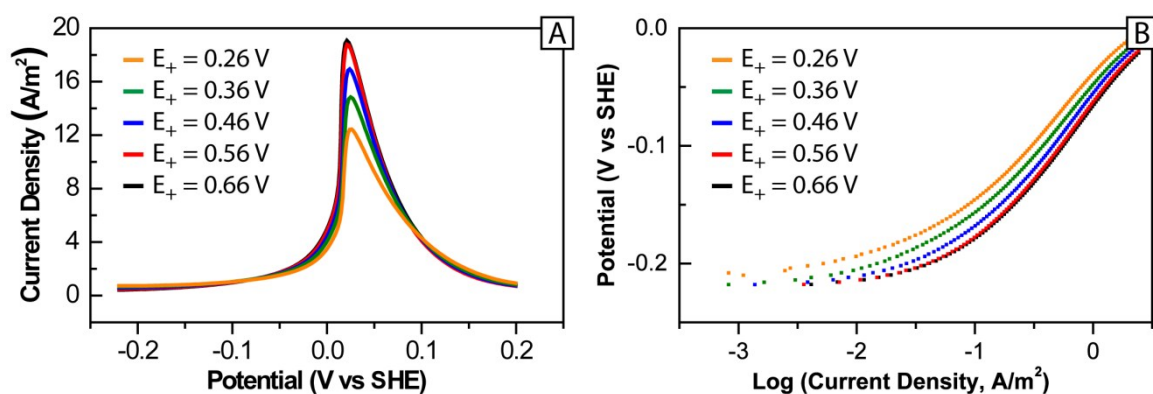 A
20
16
12
8
4
0
Current Density (A/m²)
E₊ = 0.26 V
E₊ = 0.36 V
E₊ = 0.46 V
E₊ = 0.56 V
E₊ = 0.66 V
-0.2 -0.1 0.0 0.1 0.2
Potential (V vs SHE)
B
0.0
-0.1
-0.2
Potential (V vs SHE)
E₊ = 0.26 V
E₊ = 0.36 V
E₊ = 0.46 V
E₊ = 0.56 V
E₊ = 0.66 V
-3 -2 -1 0
Log (Current Density, A/m²)